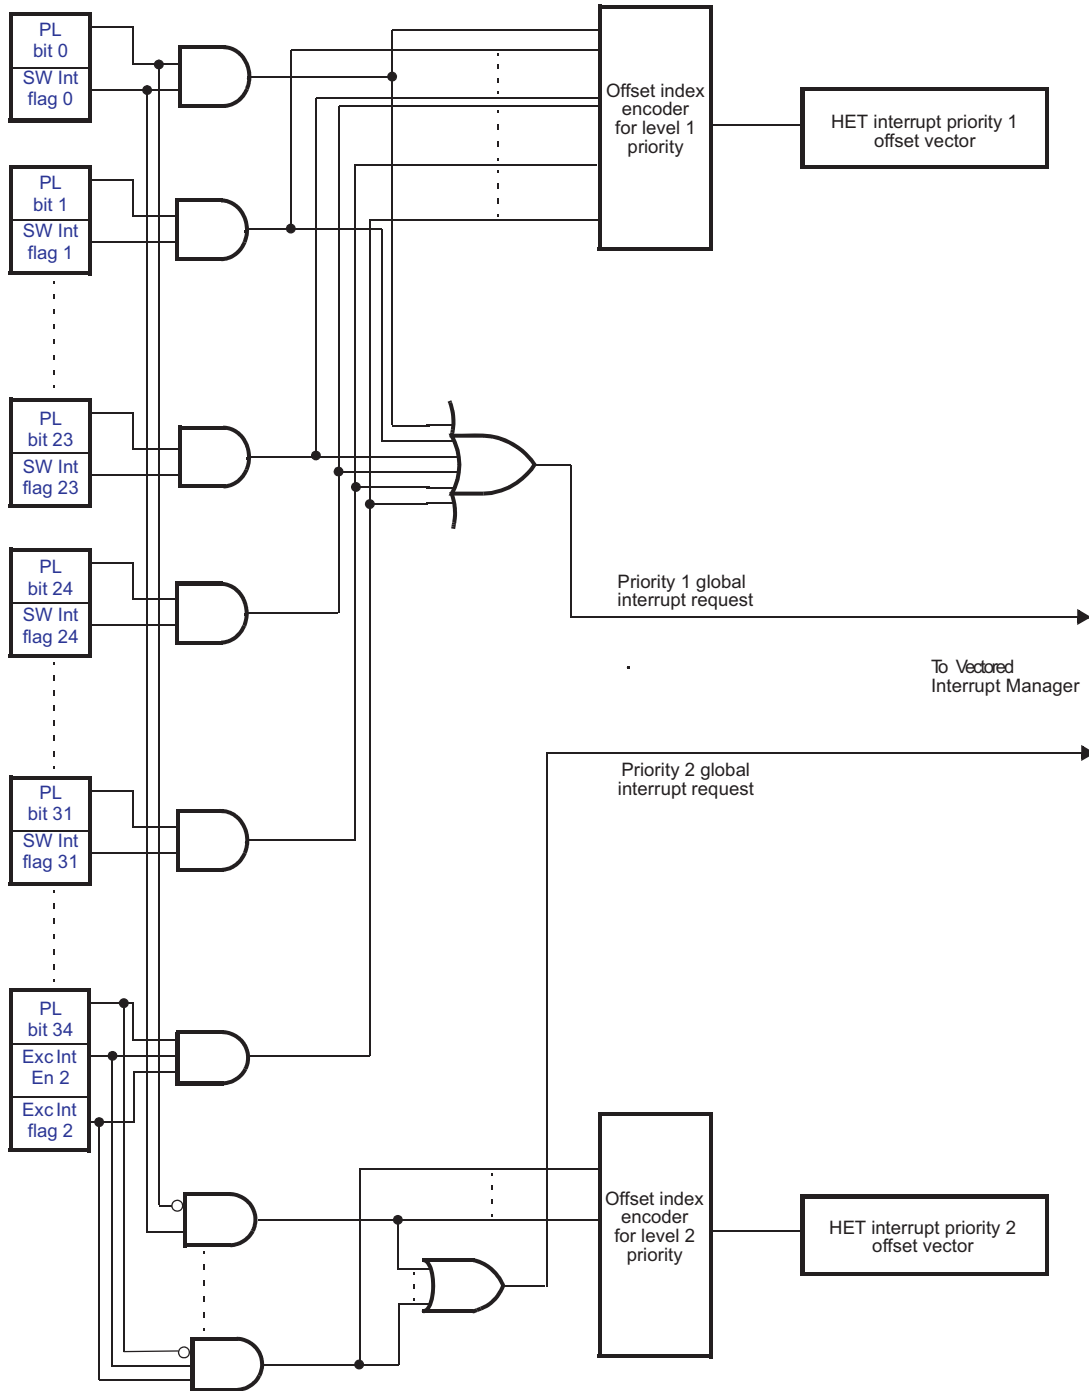 PL
bit 0
SW Int
flag 0
Offset index
encoder
for level 1
priority
HET interrupt priority 1
offset vector
PL
bit 1
SW Int
flag 1
PL
bit 23
SW Int
flag 23
PL
bit 24
SW Int
flag 24
Priority 1 global
interrupt request
To Vectored
Interrupt Manager
Priority 2 global
interrupt request
PL
bit 31
SW Int
flag 31
PL
bit 34
Exc Int
En 2
Exc Int
flag 2
Offset index
encoder
for level 2
priority
HET interrupt priority 2
offset vector